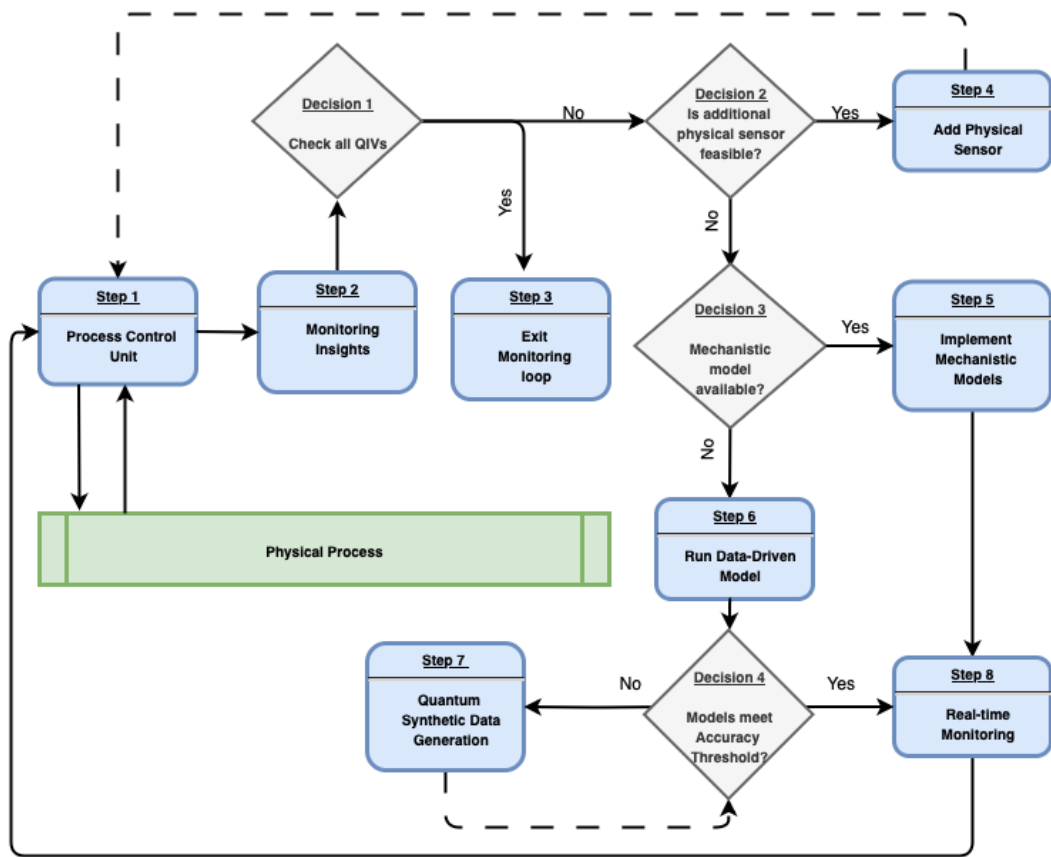 Decision 1
Check all QIVs
No
Yes
Decision 2
Is additional
physical sensor
feasible?
Yes
No
Step 4
Add Physical
Sensor
Step 1
Process Control
Unit
Step 2
Monitoring
Insights
Step 3
Exit
Monitoring
loop
Decision 3
Mechanistic
model
available?
Yes
No
Step 5
Implement
Mechanistic
Models
Physical Process
Step 6
Run Data-Driven
Model
Step 7
Quantum
Synthetic Data
Generation
No
Decision 4
Models meet
Accuracy
Threshold?
Yes
Step 8
Real-time
Monitoring